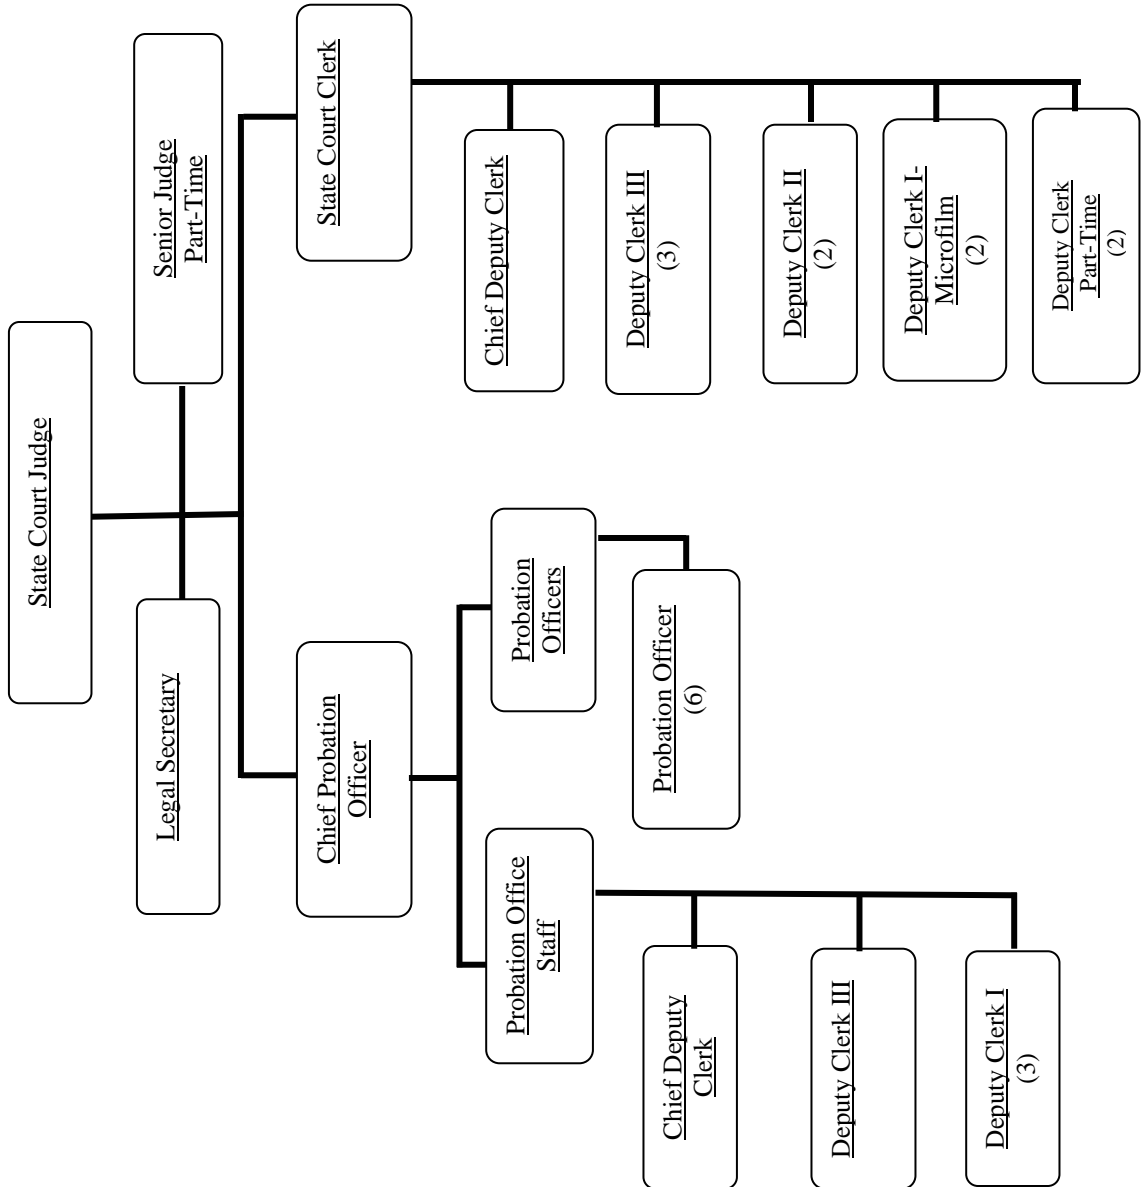 State Court Judge
Legal Secretary
Senior Judge
Part-Time
Chief Probation
Officer
State Court Clerk
Probation Office
Staff
Probation
Officers
Chief Deputy
Clerk
Deputy Clerk III
Deputy Clerk I
(3)
Probation Officer
(6)
Chief Deputy Clerk
Deputy Clerk III
(3)
Deputy Clerk II
(2)
Deputy Clerk I-
Microfilm
(2)
Deputy Clerk
Part-Time
(2)